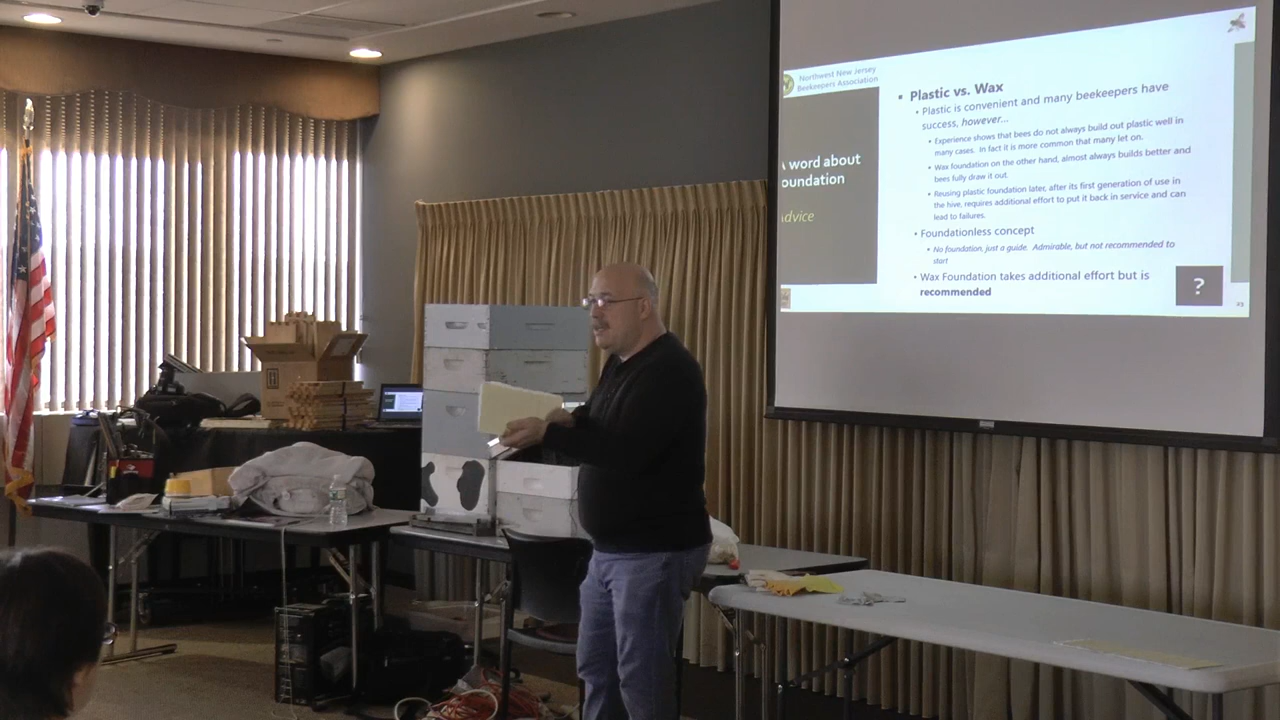 Northwest New Jersey
Beekeepers Association
A word about
oundation
Advice
Plastic vs. Wax
Plastic is convenient and many beekeepers have
success, however...
Experience shows that bees do not always build out plastic well in
many cases. In fact it is more common that many let on.
Wax foundation on the other hand, almost always builds better and
bees fully draw it out.
Reusing plastic foundation later, after its first generation of use in
the hive, requires additional effort to put it back in service and can
lead to failures.
Foundationless concept
No foundation, just a guide. Admirable, but not recommended to
start
Wax Foundation takes additional effort but is
recommended
?
23